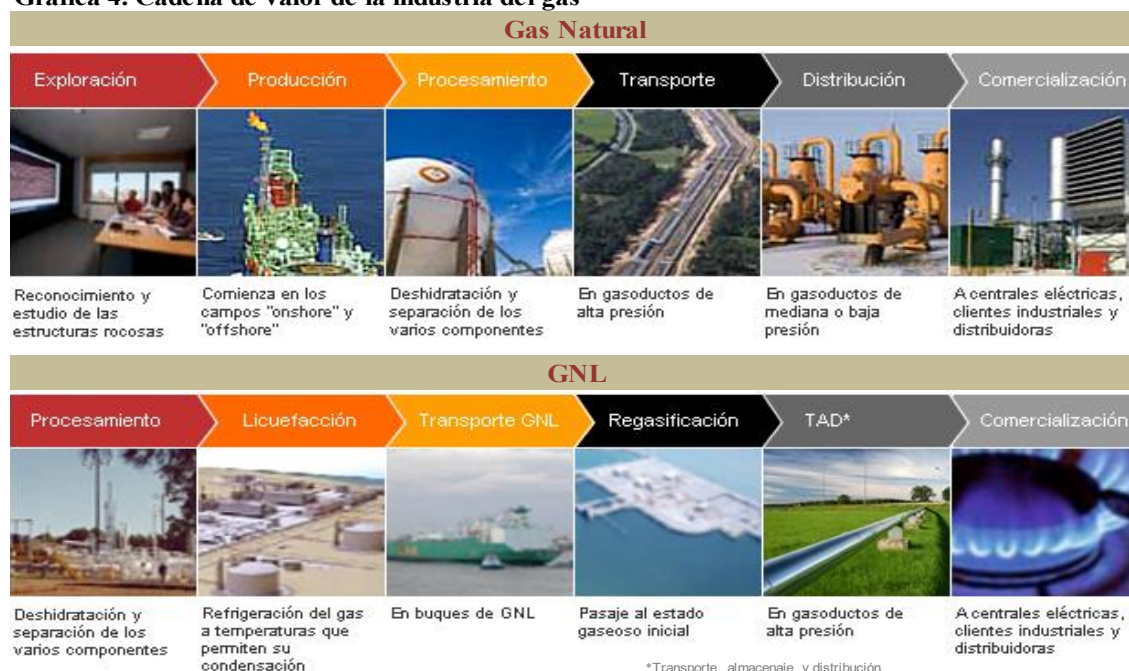 Gráfica 4. Cadena de valor de la industria del gas
Gas Natural
Exploración
Producción
Procesamiento
Transporte
Distribución
Comercialización
Reconocimiento y
estudio de las
estructuras rocosas
Comienza en los
campos "onshore" y
"offshore"
Deshidratación y
separación de los
varios componentes
En gasoductos de
alta presión
En gasoductos de
mediana o baja
presión
A centrales eléctricas,
clientes industriales y
distribuidoras
GNL
Procesamiento
Licuefacción
Transporte GNL
Regasificación
TAD*
Comercialización
Deshidratación y
separación de los
varios componentes
Refrigeración del gas
a temperaturas que
permiten su
condensación
En buques de GNL
Pasaje al estado
gaseoso inicial
En gasoductos de
alta presión
A centrales eléctricas,
clientes industriales y
distribuidoras
*Transporte, almacenaje, y distribución